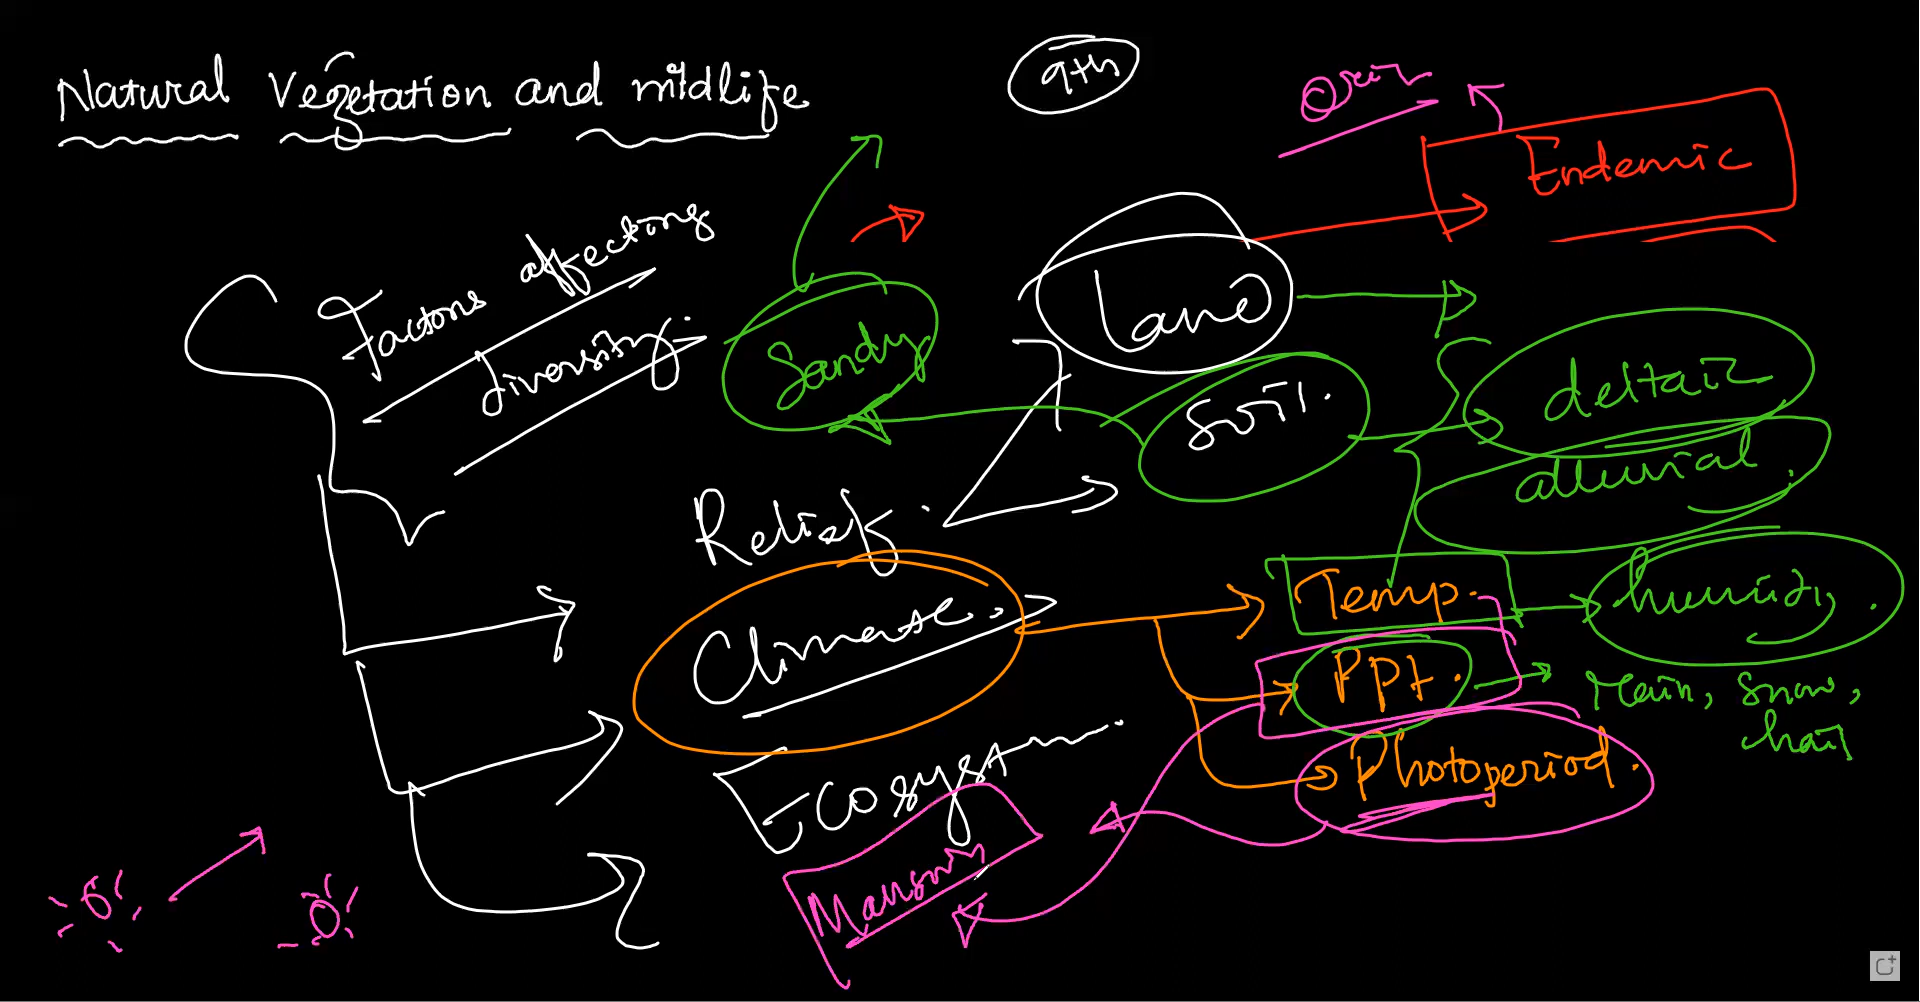 Natural Vegetation and wildlife
9th
Endemic
Factors affecting
diversity.
Sandy
Land
Soil.
deltaic
alluvial.
Relief.
Climate.
Temp.
humidity.
Ppt.
rain, snow,
hail
Photoperiod.
Ecosystem.